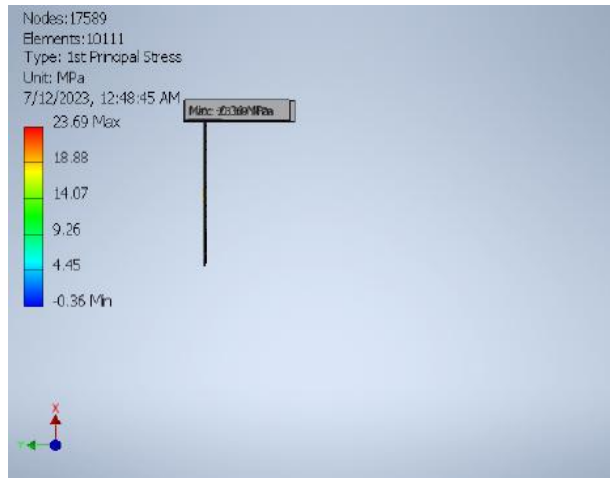 Nodes:17589
Elements:10111
Type: 1st Principal Stress
Unit: MPa
7/12/2023, 12:48:45 AM
23.69 Max
18.88
14.07
9.26
4.45
-0.36 Min
X
Y